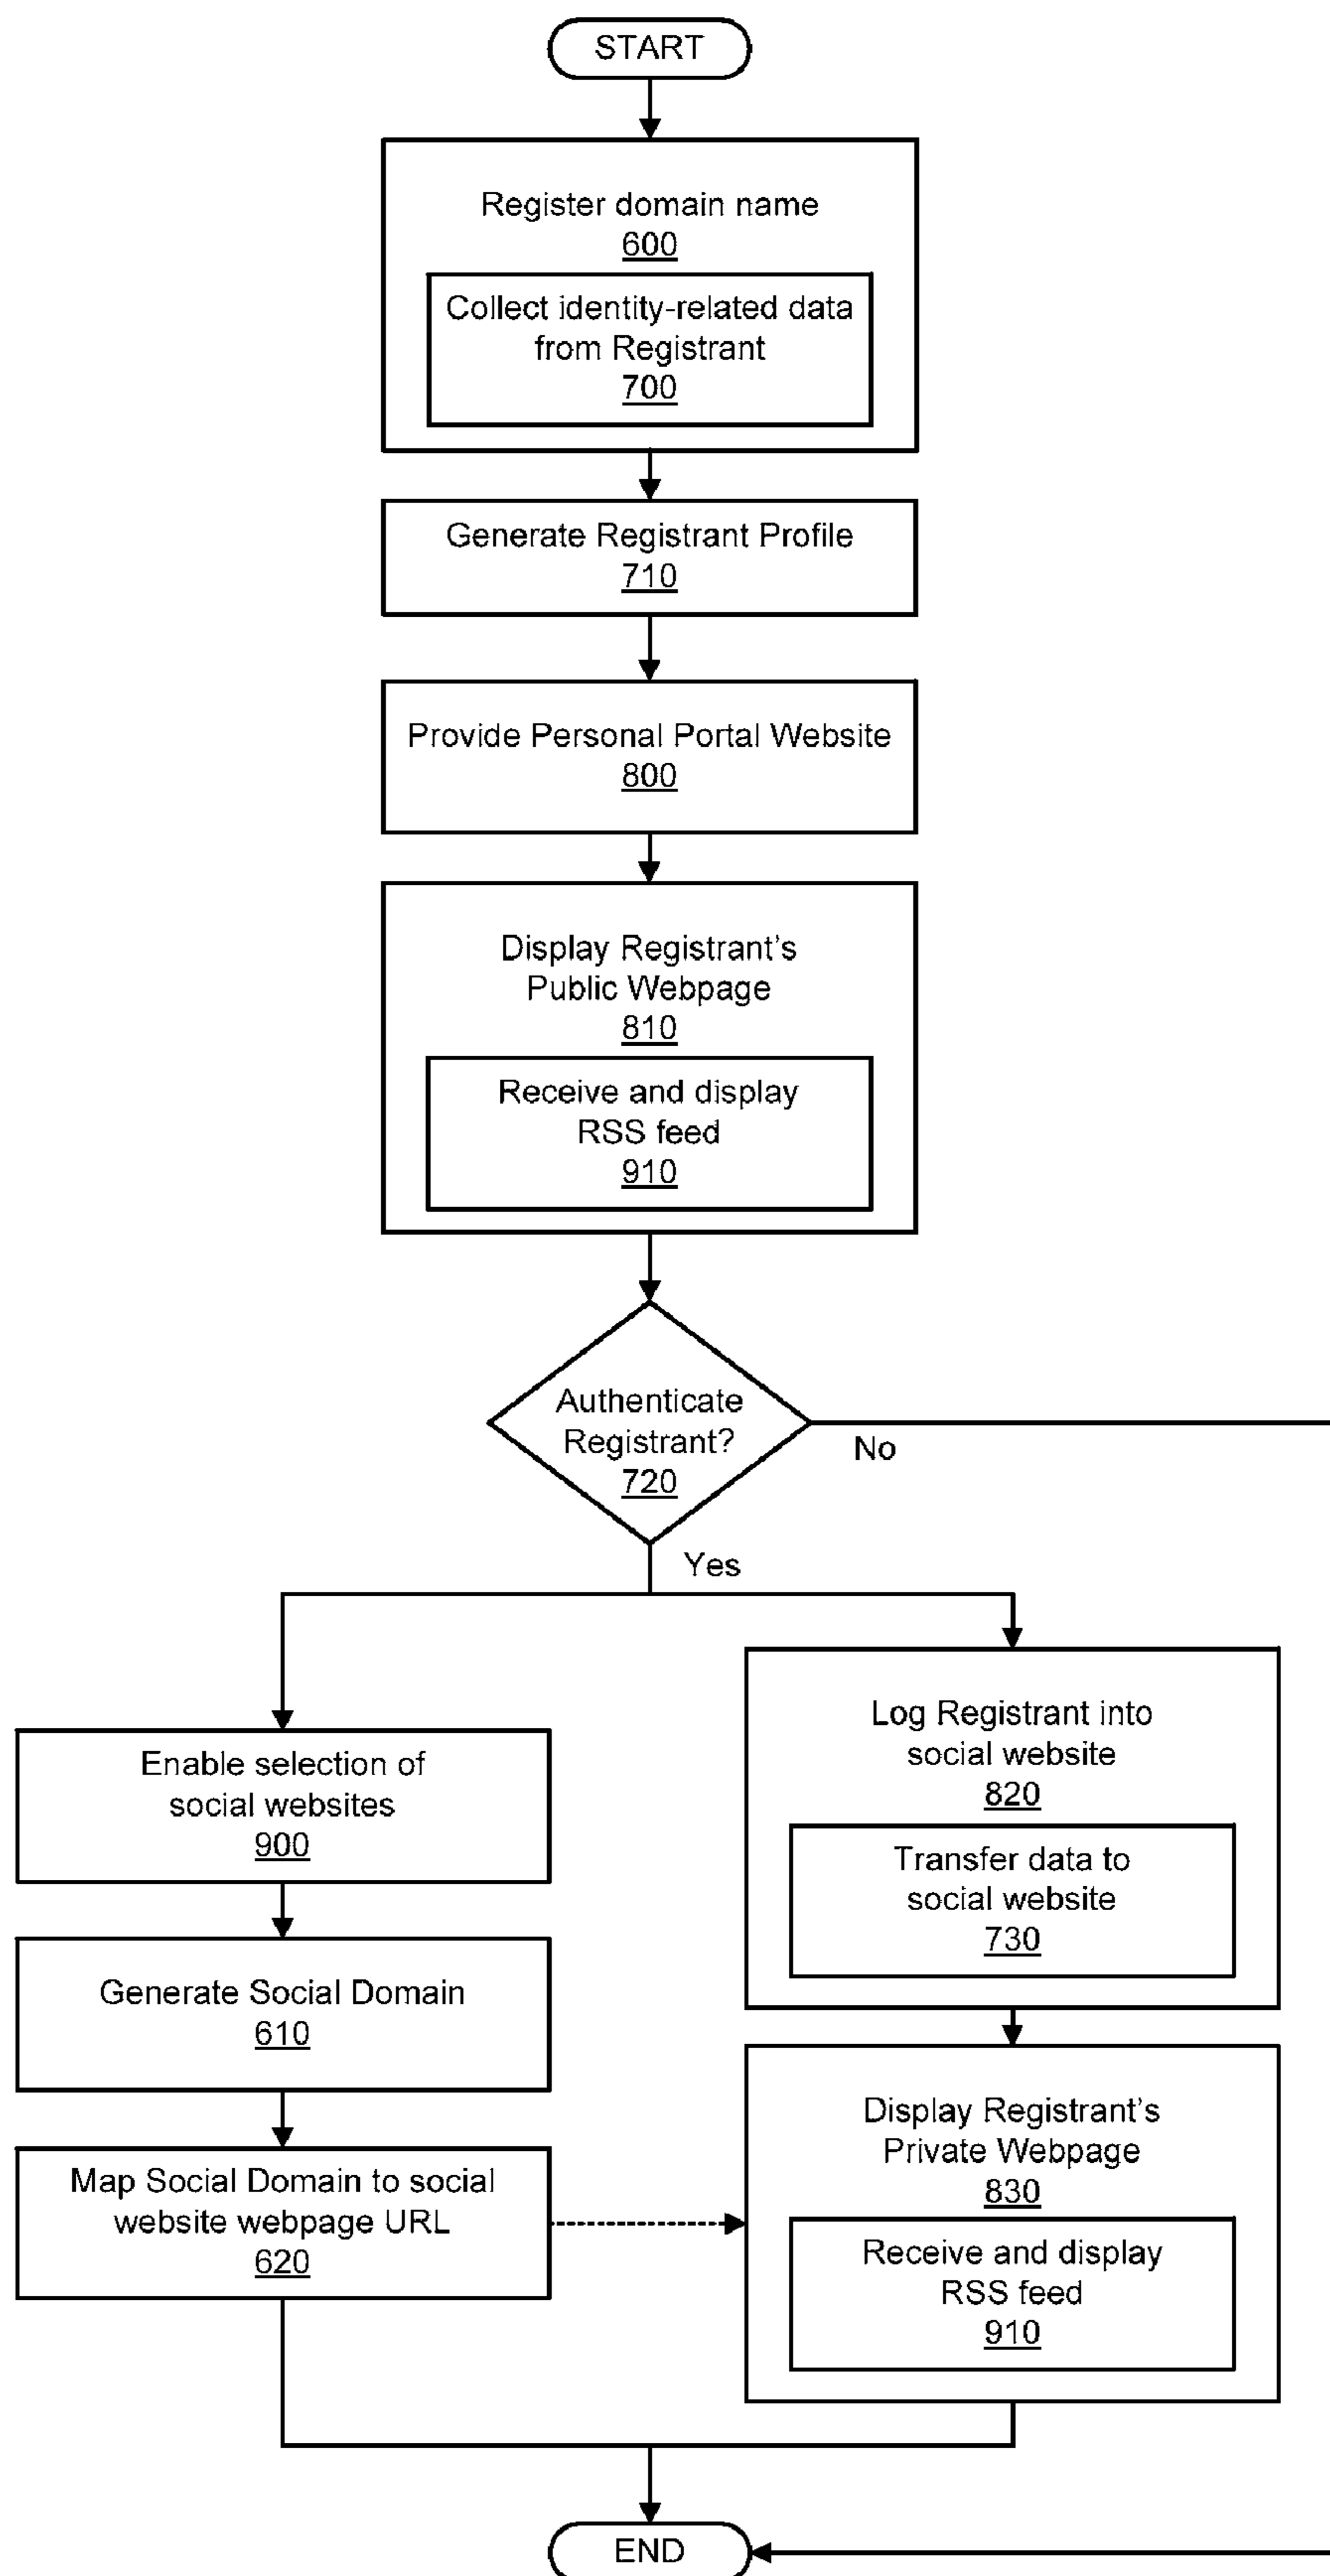 START
Register domain name
600
Collect identity-related data
from Registrant
700
Generate Registrant Profile
710
Provide Personal Portal Website
800
Display Registrant's
Public Webpage
810
Receive and display
RSS feed
910
Authenticate
Registrant?
720
No
Yes
Enable selection of
social websites
900
Generate Social Domain
610
Map Social Domain to social
website webpage URL
620
Log Registrant into
social website
820
Transfer data to
social website
730
Display Registrant's
Private Webpage
830
Receive and display
RSS feed
910
END